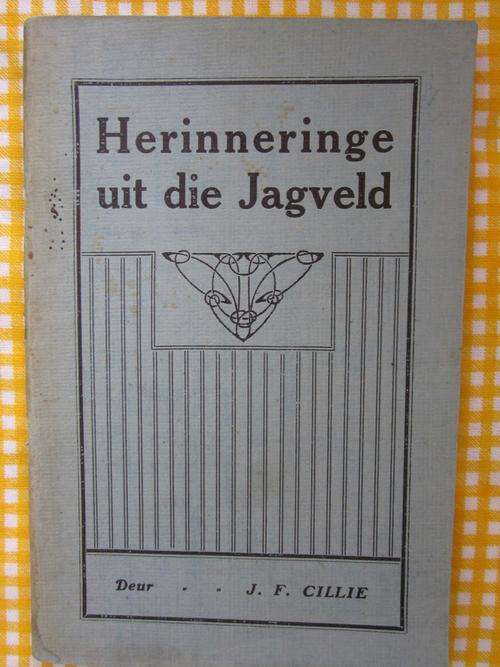 Herinneringe
uit die Jagveld
Deur - - J. F. CILLIE